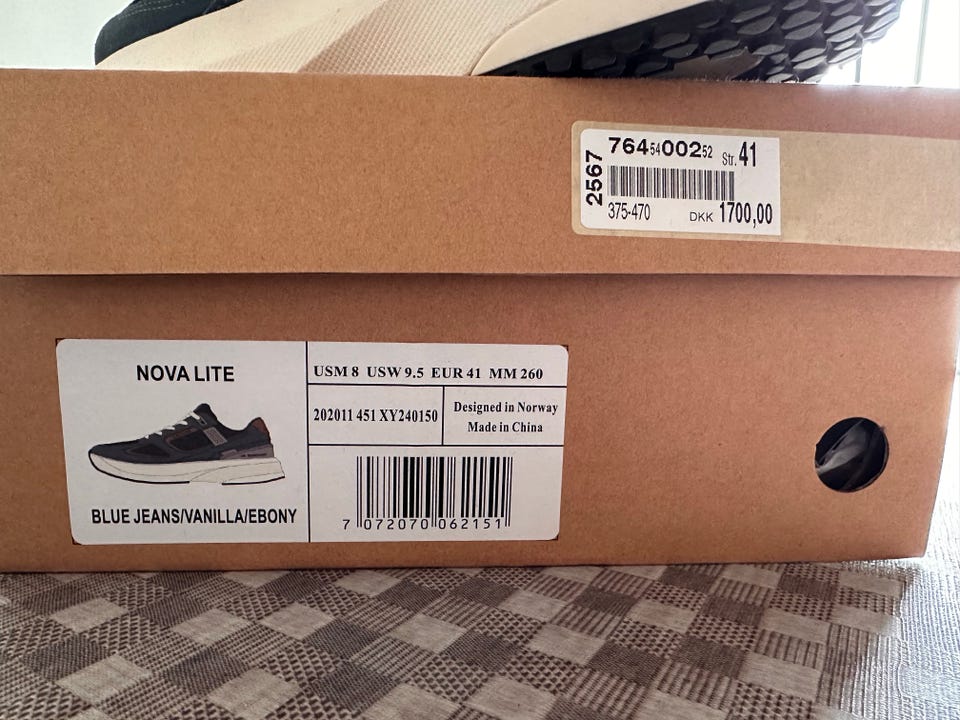 2567
764 54 002 52 Str. 41
375-470 DKK 1700,00
NOVA LITE
BLUE JEANS/VANILLA/EBONY
USM 8 USW 9.5 EUR 41 MM 260
202011 451 XY240150
Designed in Norway
Made in China
7 072070 062151